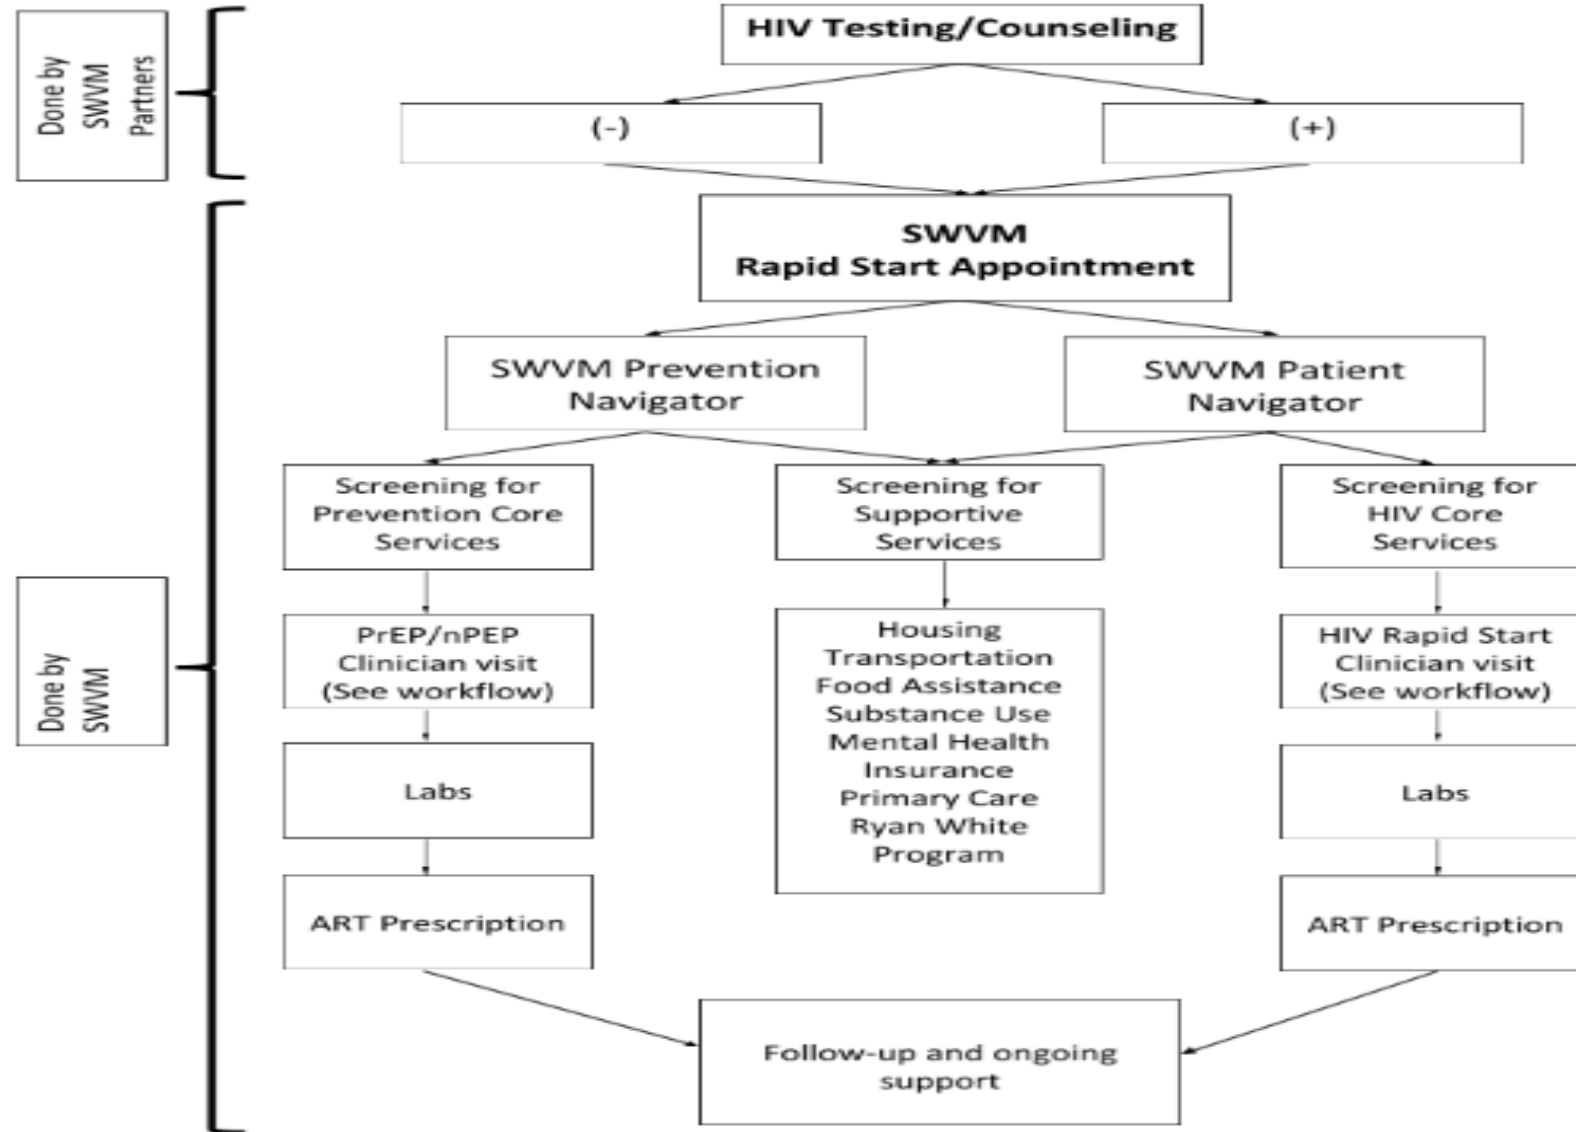 Done by
SWVM
Partners
HIV Testing/Counseling
(-)
(+)
SWVM
Rapid Start Appointment
SWVM Prevention
Navigator
SWVM Patient
Navigator
Screening for
Prevention Core
Services
Screening for
Supportive
Services
Screening for
HIV Core
Services
Done by
SWVM
PrEP/nPEP
Clinician visit
(See workflow)
Housing
Transportation
Food Assistance
Substance Use
Mental Health
Insurance
Primary Care
Ryan White
Program
HIV Rapid Start
Clinician visit
(See workflow)
Labs
Labs
ART Prescription
ART Prescription
Follow-up and ongoing
support